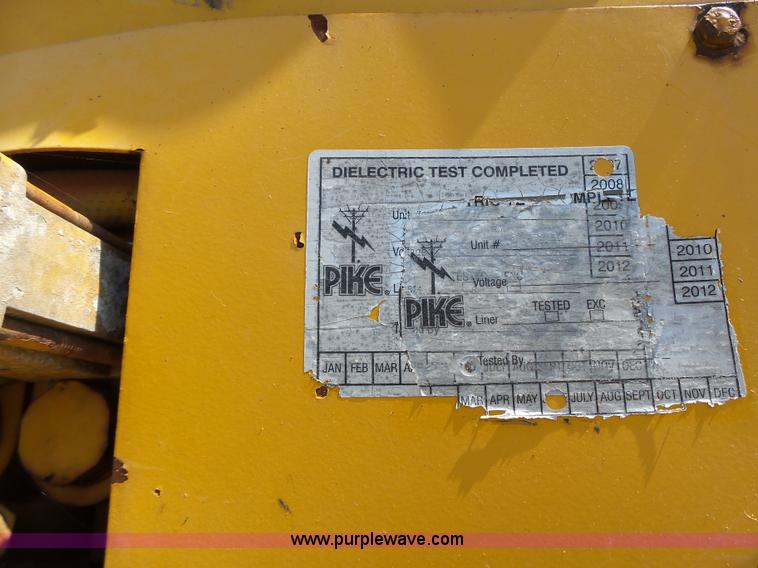 DIELECTRIC TEST COMPLETED
2008
2010
2011
2012
Unit
Unit #
Voltage
PIKE
PIKE
Liner
TESTED
EXC
Tested By
JAN FEB MAR
2010
2011
2012
MAR APR MAY JULY AUG SEPT OCT NOV DEC
www.purplewave.com